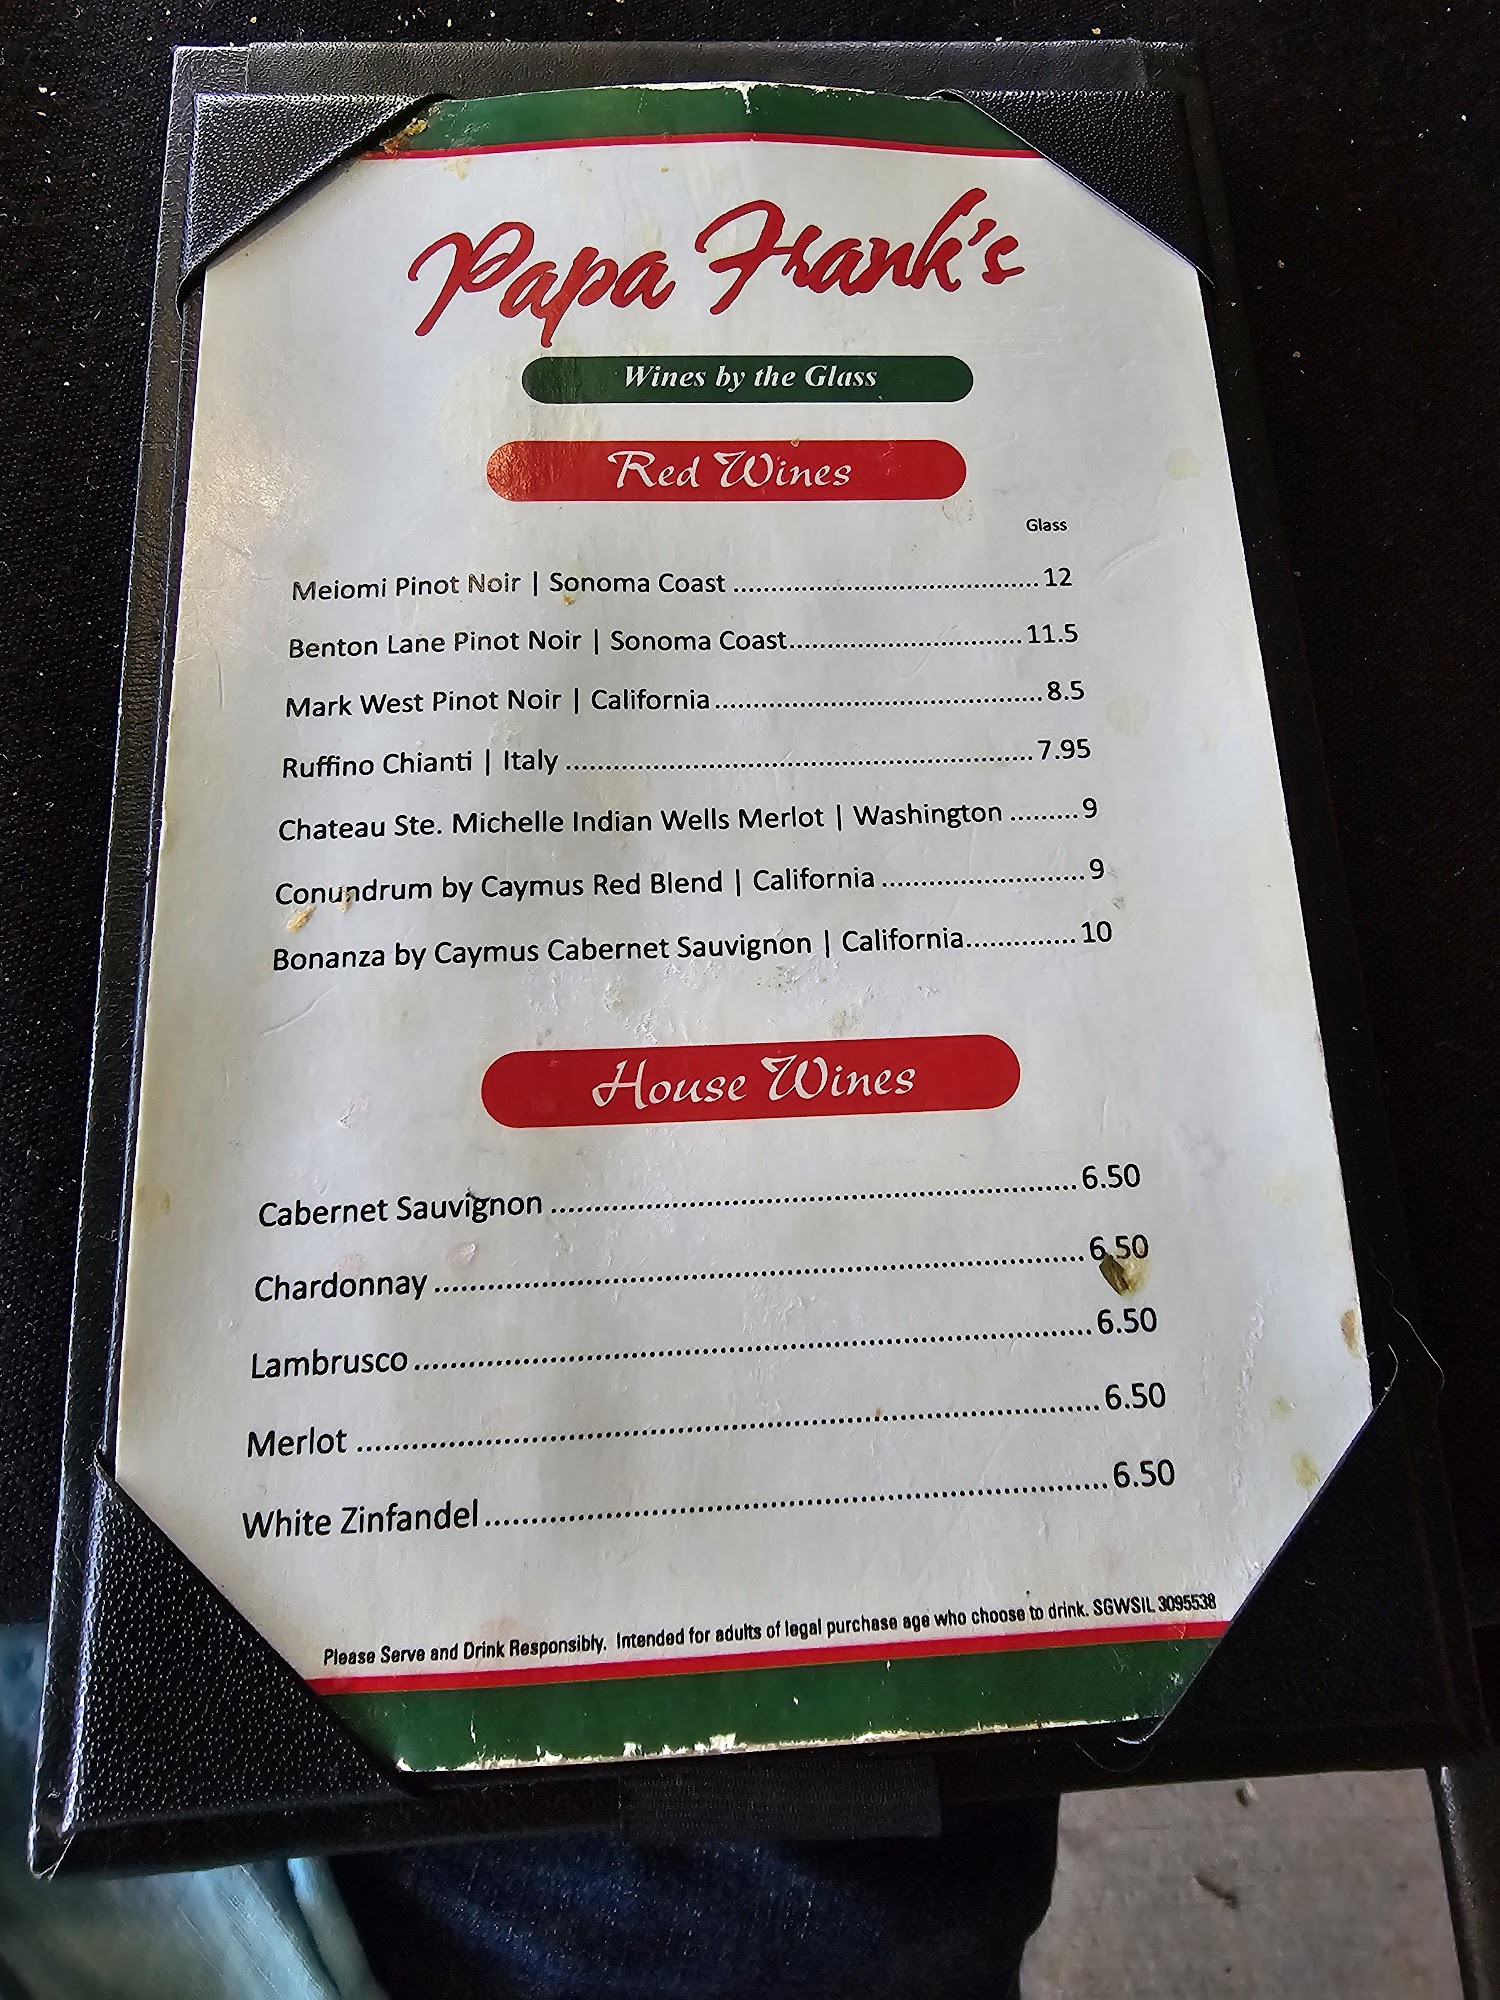 Papa Frank's
Wines by the Glass
Red Wines
Glass
Meiomi Pinot Noir | Sonoma Coast ..................................... 12
Benton Lane Pinot Noir | Sonoma Coast............................ 11.5
Mark West Pinot Noir | California....................................... 8.5
Ruffino Chianti | Italy ........................................................ 7.95
Chateau Ste. Michelle Indian Wells Merlot | Washington ......... 9
Conundrum by Caymus Red Blend | California ........................ 9
Bonanza by Caymus Cabernet Sauvignon | California............. 10
House Wines
Cabernet Sauvignon ............................................................ 6.50
Chardonnay ......................................................................... 6.50
Lambrusco ........................................................................... 6.50
Merlot .................................................................................. 6.50
White Zinfandel ................................................................... 6.50
Please Serve and Drink Responsibly. Intended for adults of legal purchase age who choose to drink. SGWSIL 3095538